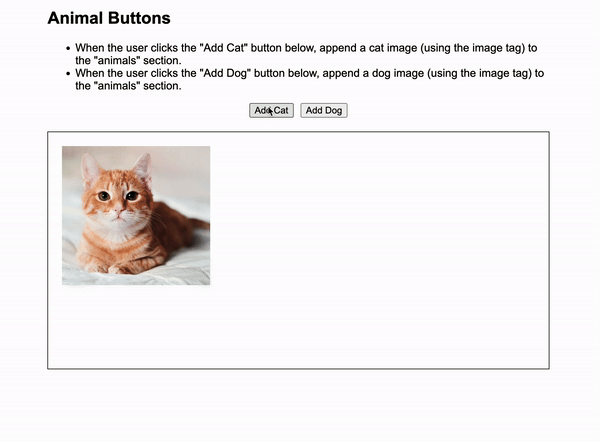 Animal Buttons
• When the user clicks the "Add Cat" button below, append a cat image (using the image tag) to
the "animals" section.
• When the user clicks the "Add Dog" button below, append a dog image (using the image tag) to
the "animals" section.
Add Cat Add Dog